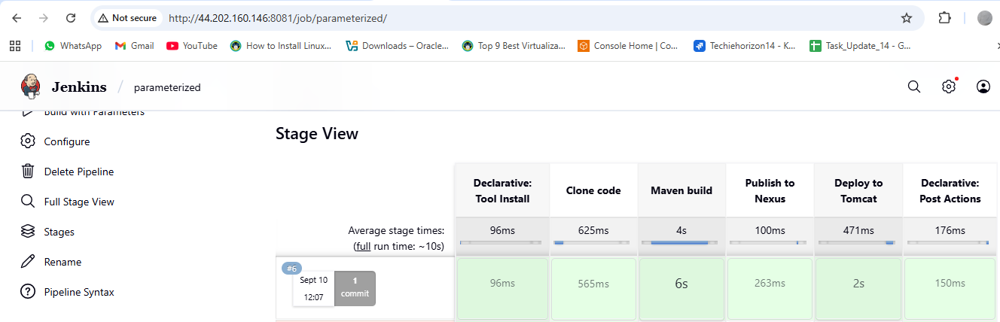 Not secure
http://44.202.160.146:8081/job/parameterized/
WhatsApp
Gmail
YouTube
How to Install Linux...
Downloads – Oracle...
Top 9 Best Virtualiza...
Console Home | Co...
Techiehorizon14 - K...
Task_Update_14 - G...
Jenkins / parameterized
Build with Parameters
Configure
Delete Pipeline
Full Stage View
Stages
Rename
Pipeline Syntax
Stage View
Declarative:
Tool Install
Clone code
Maven build
Publish to
Nexus
Deploy to
Tomcat
Declarative:
Post Actions
Average stage times:
(full run time: ~10s)
96ms
625ms
4s
100ms
471ms
176ms
#6
Sept 10
12:07
1
commit
96ms
565ms
6s
263ms
2s
150ms